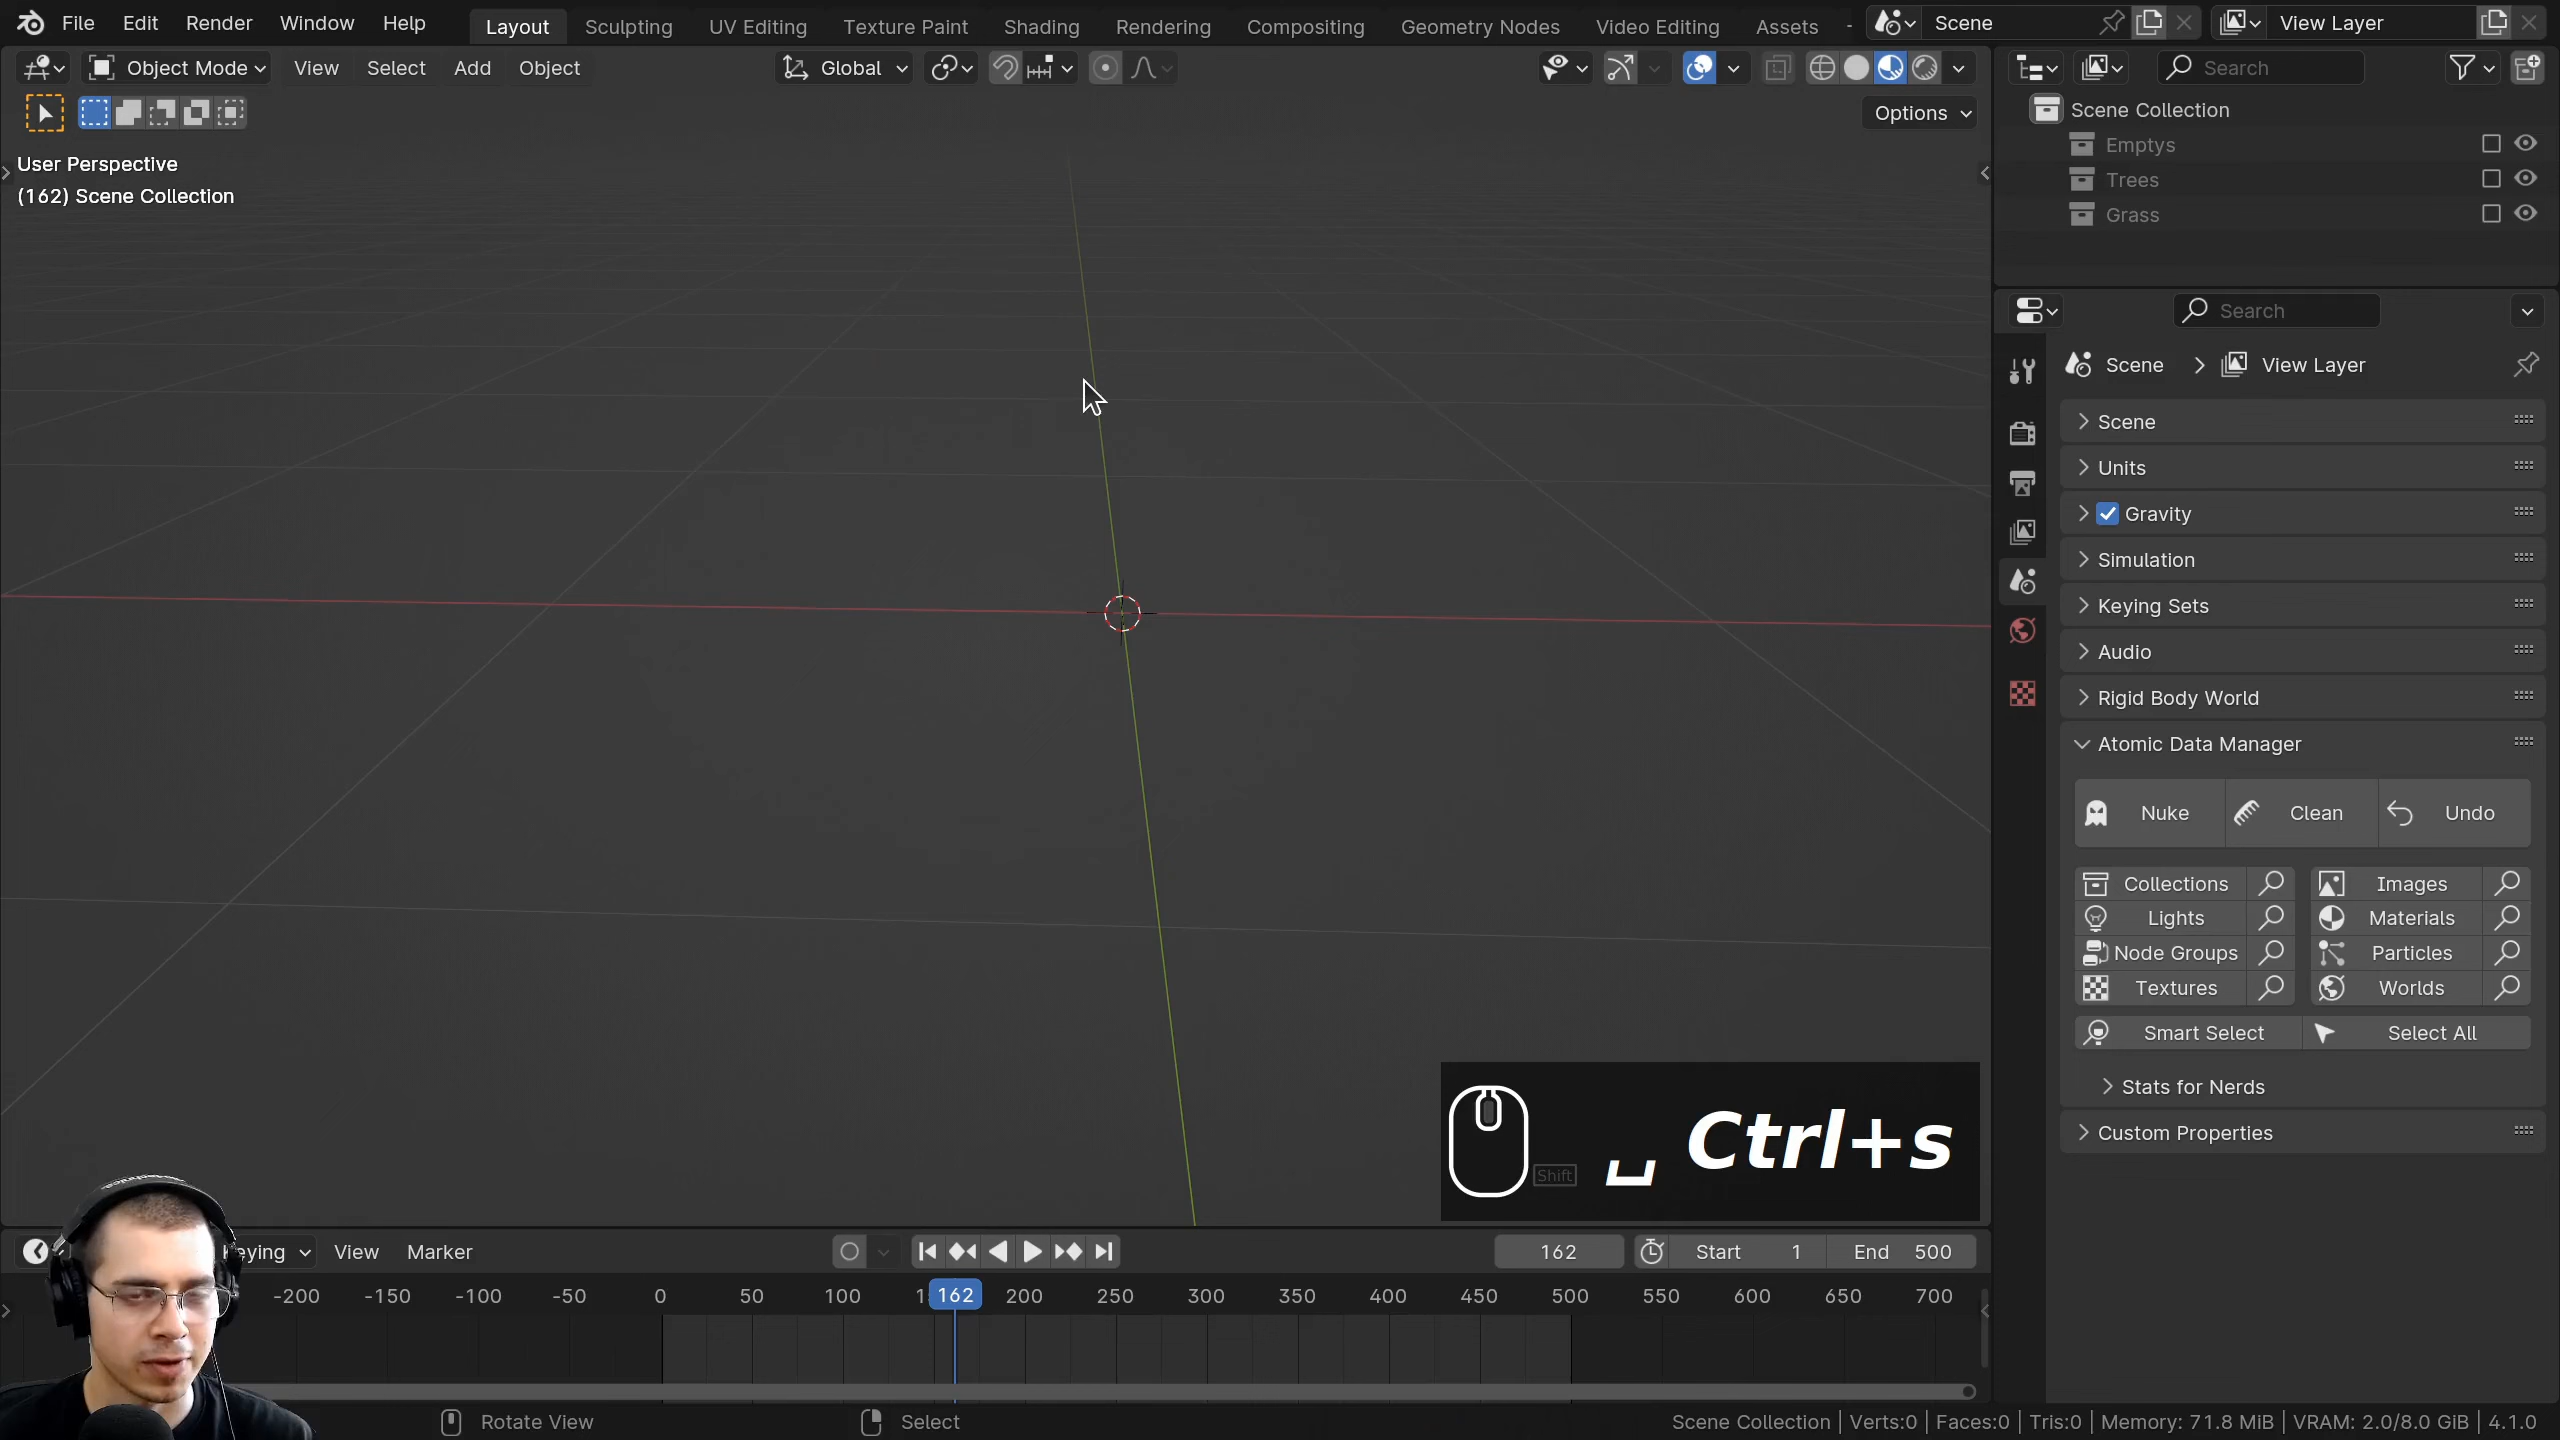 File Edit Render Window Help Layout Sculpting UV Editing Texture Paint Shading Rendering Compositing Geometry Nodes Video Editing Assets Scene View Layer
Object Mode View Select Add Object Global Search
Options
User Perspective
(162) Scene Collection
Scene Collection
Emptys
Trees
Grass
Search
Scene View Layer
Scene
Units
Gravity
Simulation
Keying Sets
Audio
Rigid Body World
Atomic Data Manager
Nuke Clean Undo
Collections Images
Lights Materials
Node Groups Particles
Textures Worlds
Smart Select Select All
Stats for Nerds
Custom Properties
Shift Ctrl+s
View Marker 162 Start 1 End 500
-200 -150 -100 -50 0 50 100 162 200 250 300 350 400 450 500 550 600 650 700
Rotate View Select Scene Collection | Verts:0 | Faces:0 | Tris:0 | Memory: 71.8 MiB | VRAM: 2.0/8.0 GiB | 4.1.0